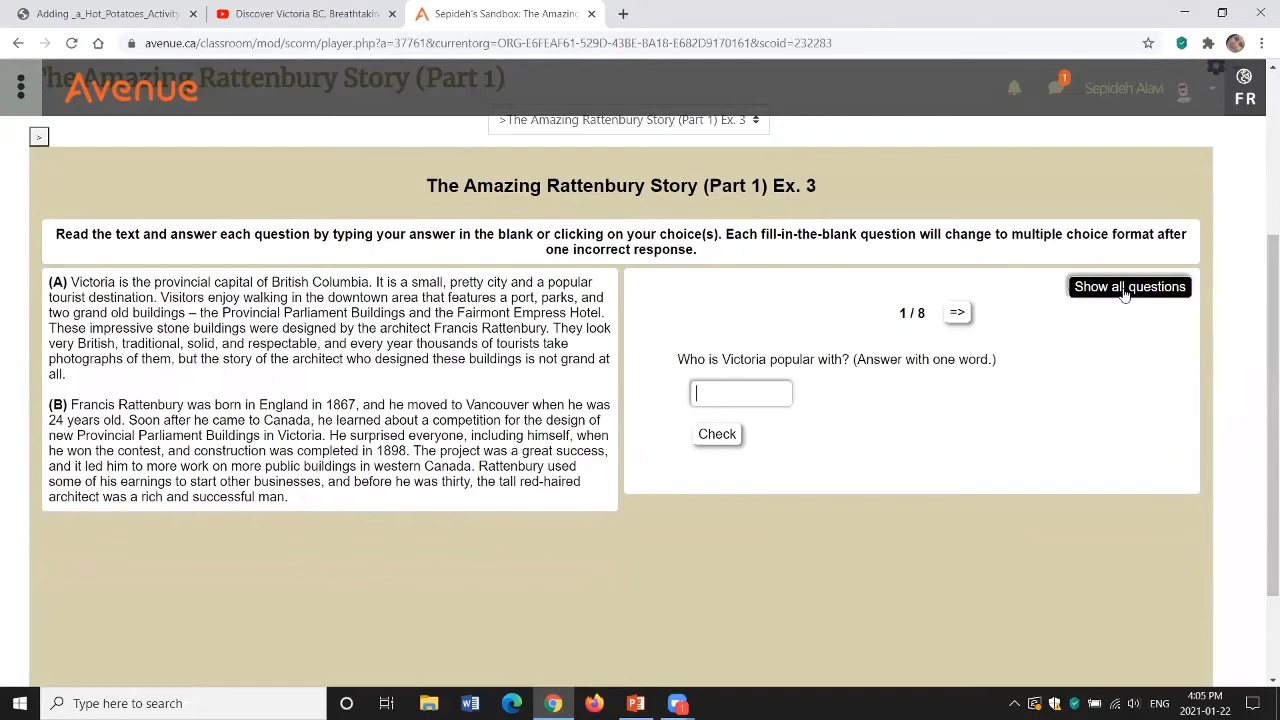 Adding _a_Hot_Potatoes_Activity
Discover Victoria BC, Breathtakin
Sepideh's Sandbox: The Amazing
avenue.ca/classroom/mod/scorm/player.php?a=37761&currentorg=ORG-E6FEAF61-529D-43BE-BA18-E682D91701618&scoid=232283
The Amazing Rattenbury Story (Part 1)
Avenue
1
Sepideh Alavi
FR
>The Amazing Rattenbury Story (Part 1) Ex. 3
>
The Amazing Rattenbury Story (Part 1) Ex. 3
Read the text and answer each question by typing your answer in the blank or clicking on your choice(s). Each fill-in-the-blank question will change to multiple choice format after
one incorrect response.
(A) Victoria is the provincial capital of British Columbia. It is a small, pretty city and a popular
tourist destination. Visitors enjoy walking in the downtown area that features a port, parks, and
two grand old buildings – the Provincial Parliament Buildings and the Fairmont Empress Hotel.
These impressive stone buildings were designed by the architect Francis Rattenbury. They look
very British, traditional, solid, and respectable, and every year thousands of tourists take
photographs of them, but the story of the architect who designed these buildings is not grand at
all.
(B) Francis Rattenbury was born in England in 1867, and he moved to Vancouver when he was
24 years old. Soon after he came to Canada, he learned about a competition for the design of
new Provincial Parliament Buildings in Victoria. He surprised everyone, including himself, when
he won the contest, and construction was completed in 1898. The project was a great success,
and it led him to more work on more public buildings in western Canada. Rattenbury used
some of his earnings to start other businesses, and before he was thirty, the tall red-haired
architect was a rich and successful man.
Show all questions
1 / 8 =>
Who is Victoria popular with? (Answer with one word.)
Check
Type here to search
1
ENG
4:05 PM
2021-01-22